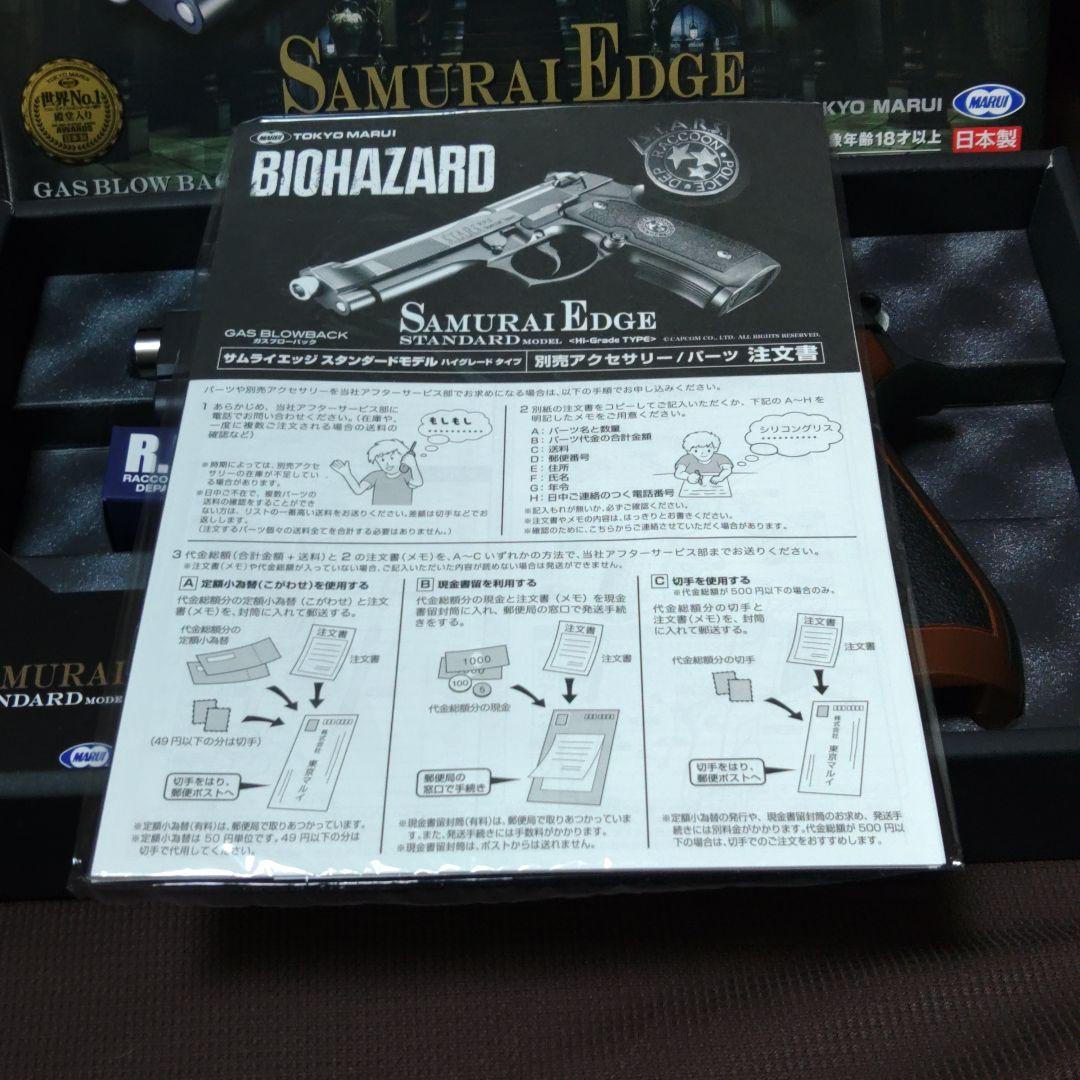 SAMURAI EDGE
TOKYO MARUI
世界No.1
殿堂入り
AWARDS
GAS BLOW BA
KYO MARUI
MARUI
年齢18才以上
日本製
MARUI
TOKYO MARUI
BIOHAZARD
S.T.A.R.S.
RACCOON
POLICE
DEP
GAS BLOWBACK
ガスブローバック
SAMURAI EDGE
STANDARD MODEL <Hi-Grade TYPE>
©CAPCOM CO., LTD. ALL RIGHTS RESERVED.
サムライエッジ スタンダードモデル ハイグレード タイプ
別売アクセサリー/パーツ 注文書
パーツや別売アクセサリーを当社アフターサービス部でお求めになる場合は、以下の手順でお申し込みください。
1 あらかじめ、当社アフターサービス部に
電話でお問い合わせください。(在庫や、
一度に複数ご注文される場合の送料の
確認など)
もしもし
※時期によっては、別売アクセ
サリーの在庫が不足してい
る場合があります。
※日中ご不在で、複数パーツの
送料の確認をすることができ
ない方は、リストの一番高い送料をお送りください。差額は切手などでお
返しします。
(注文するパーツ個々の送料全てを合計する必要はありません。)
2 別紙の注文書をコピーしてご記入いただくか、下記の A〜H を
明記したメモをご用意ください。
A:パーツ名と数量
B:パーツ代金の合計金額
C:送料
D:郵便番号
E:住所
F:氏名
G:年令
H:日中ご連絡のつく電話番号
シリコングリス
※記入もれが無いか、必ずご確認ください。
※注文書やメモの内容は、はっきりとお書きください。
※確認のために、こちらからご連絡させていただく場合があります。
3 代金総額(合計金額+送料)と2の注文書(メモ)を、A〜Cいずれかの方法で、当社アフターサービス部までお送りください。
※注文書(メモ)や代金総額が入っていない場合、ご記入いただいた内容が読めない場合は発送ができません。
A 定額小為替(こがわせ)を使用する
代金総額分の定額小為替(こがわせ)と注文
書(メモ)を、封筒に入れて郵送する。
代金総額分の
定額小為替
注文書
注文書
(49円以下の分は切手)
株式会社
東京マルイ
切手をはり、
郵便ポストへ
※定額小為替(有料)は、郵便局で取りあつかっています。
※定額小為替は 50 円単位です。49 円以下の分は
切手で代用してください。
B 現金書留を利用する
代金総額分の現金と注文書(メモ)を現金
書留封筒に入れ、郵便局の窓口で発送手続
きをする。
注文書
注文書
1000
100
5
代金総額分の現金
郵便局の
窓口で手続き
※現金書留封筒(有料)は、郵便局で取りあつかっていま
す。また、発送手続きには手数料がかかります。
※現金書留封筒は、ポストからは送れません。
C 切手を使用する
※代金総額が 500 円以下の場合のみ。
代金総額分の切手と
注文書(メモ)を、封筒
に入れて郵送する。
注文書
注文書
代金総額分の切手
株式会社
東京マルイ
切手をはり、
郵便ポストへ
※定額小為替の発行や、現金書留封筒のお求め、発送手
続きには別料金がかかります。代金総額が 500 円以
下の場合は、切手でのご注文をおすすめします。
R.
RACCO
DEPA
MURAI
NDARD MODE
MARUI